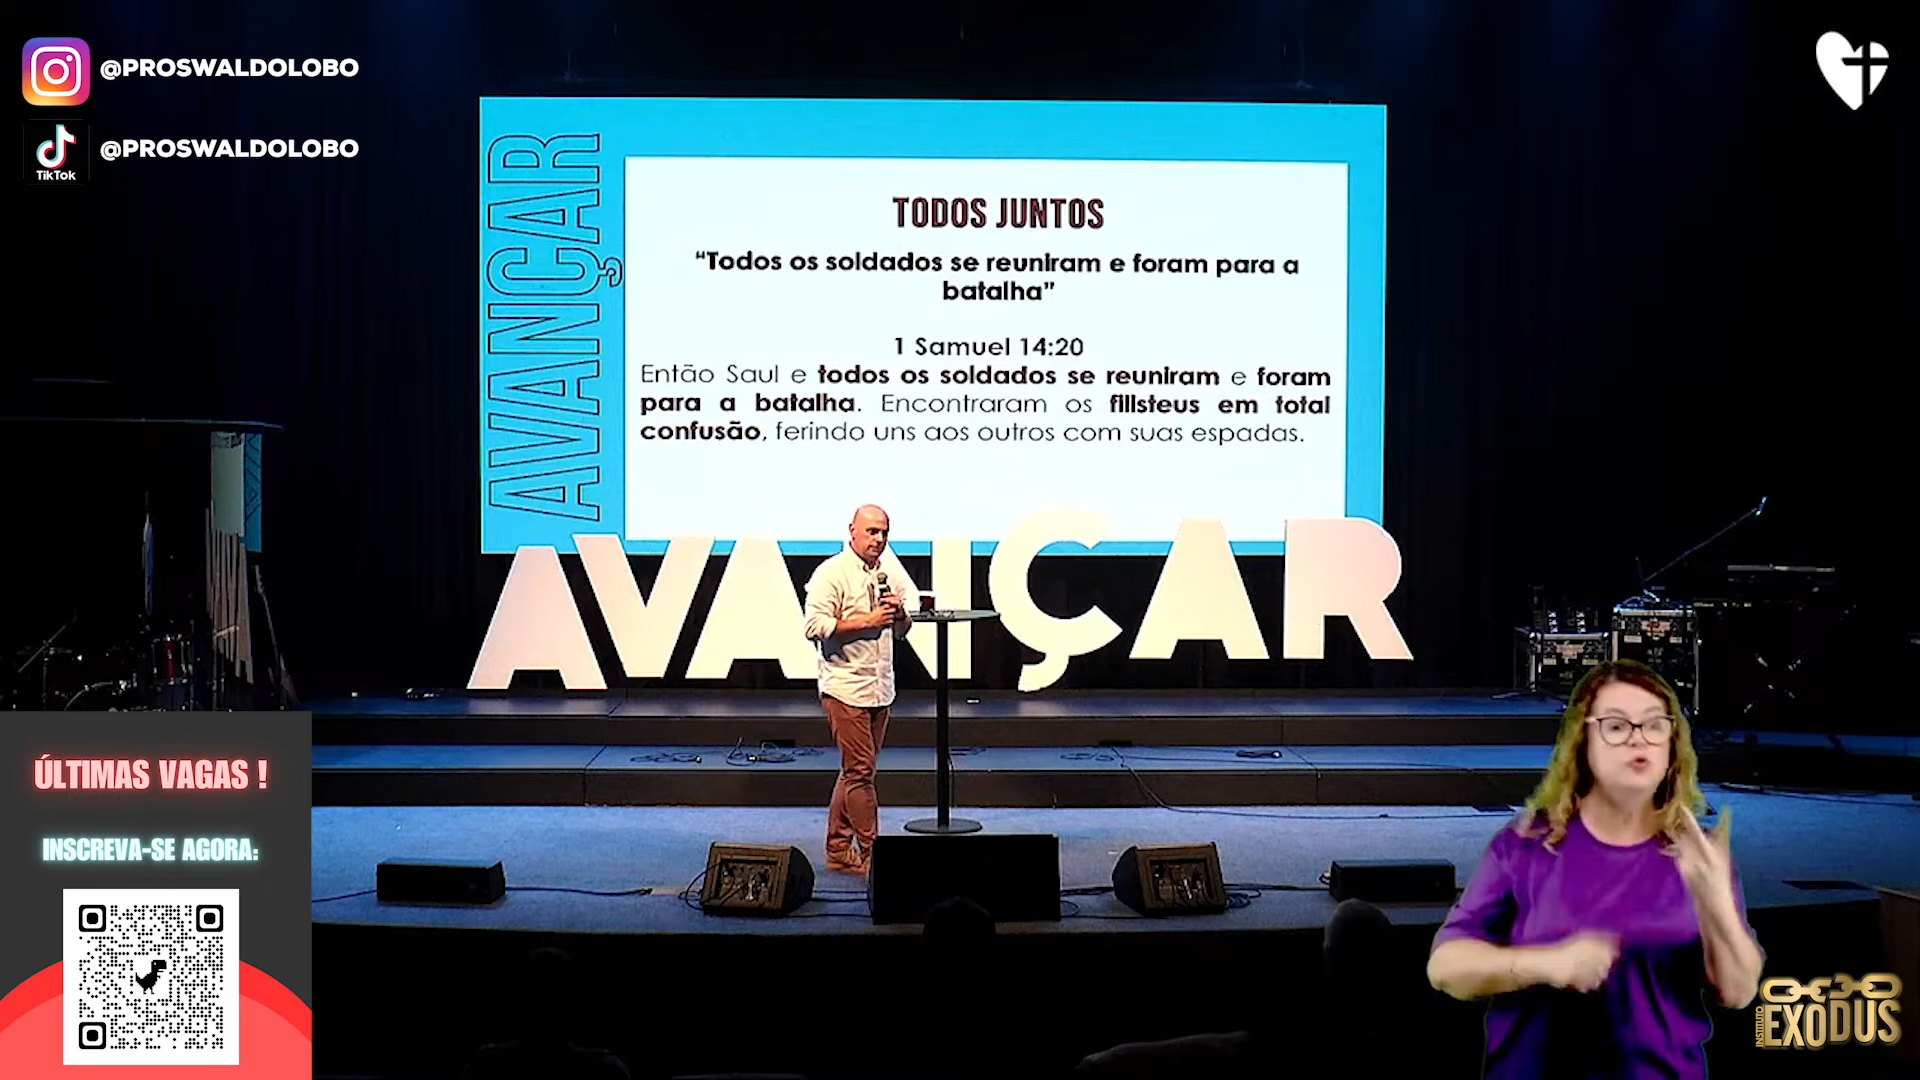 @PROSWALDOLOBO
TikTok
@PROSWALDOLOBO
AVANÇAR
TODOS JUNTOS
“Todos os soldados se reuniram e foram para a
batalha”
1 Samuel 14:20
Então Saul e todos os soldados se reuniram e foram
para a batalha. Encontraram os filisteus em total
confusão, ferindo uns aos outros com suas espadas.
AVANÇAR
ÚLTIMAS VAGAS !
INSCREVA-SE AGORA:
INSTITUTO
EXODUS